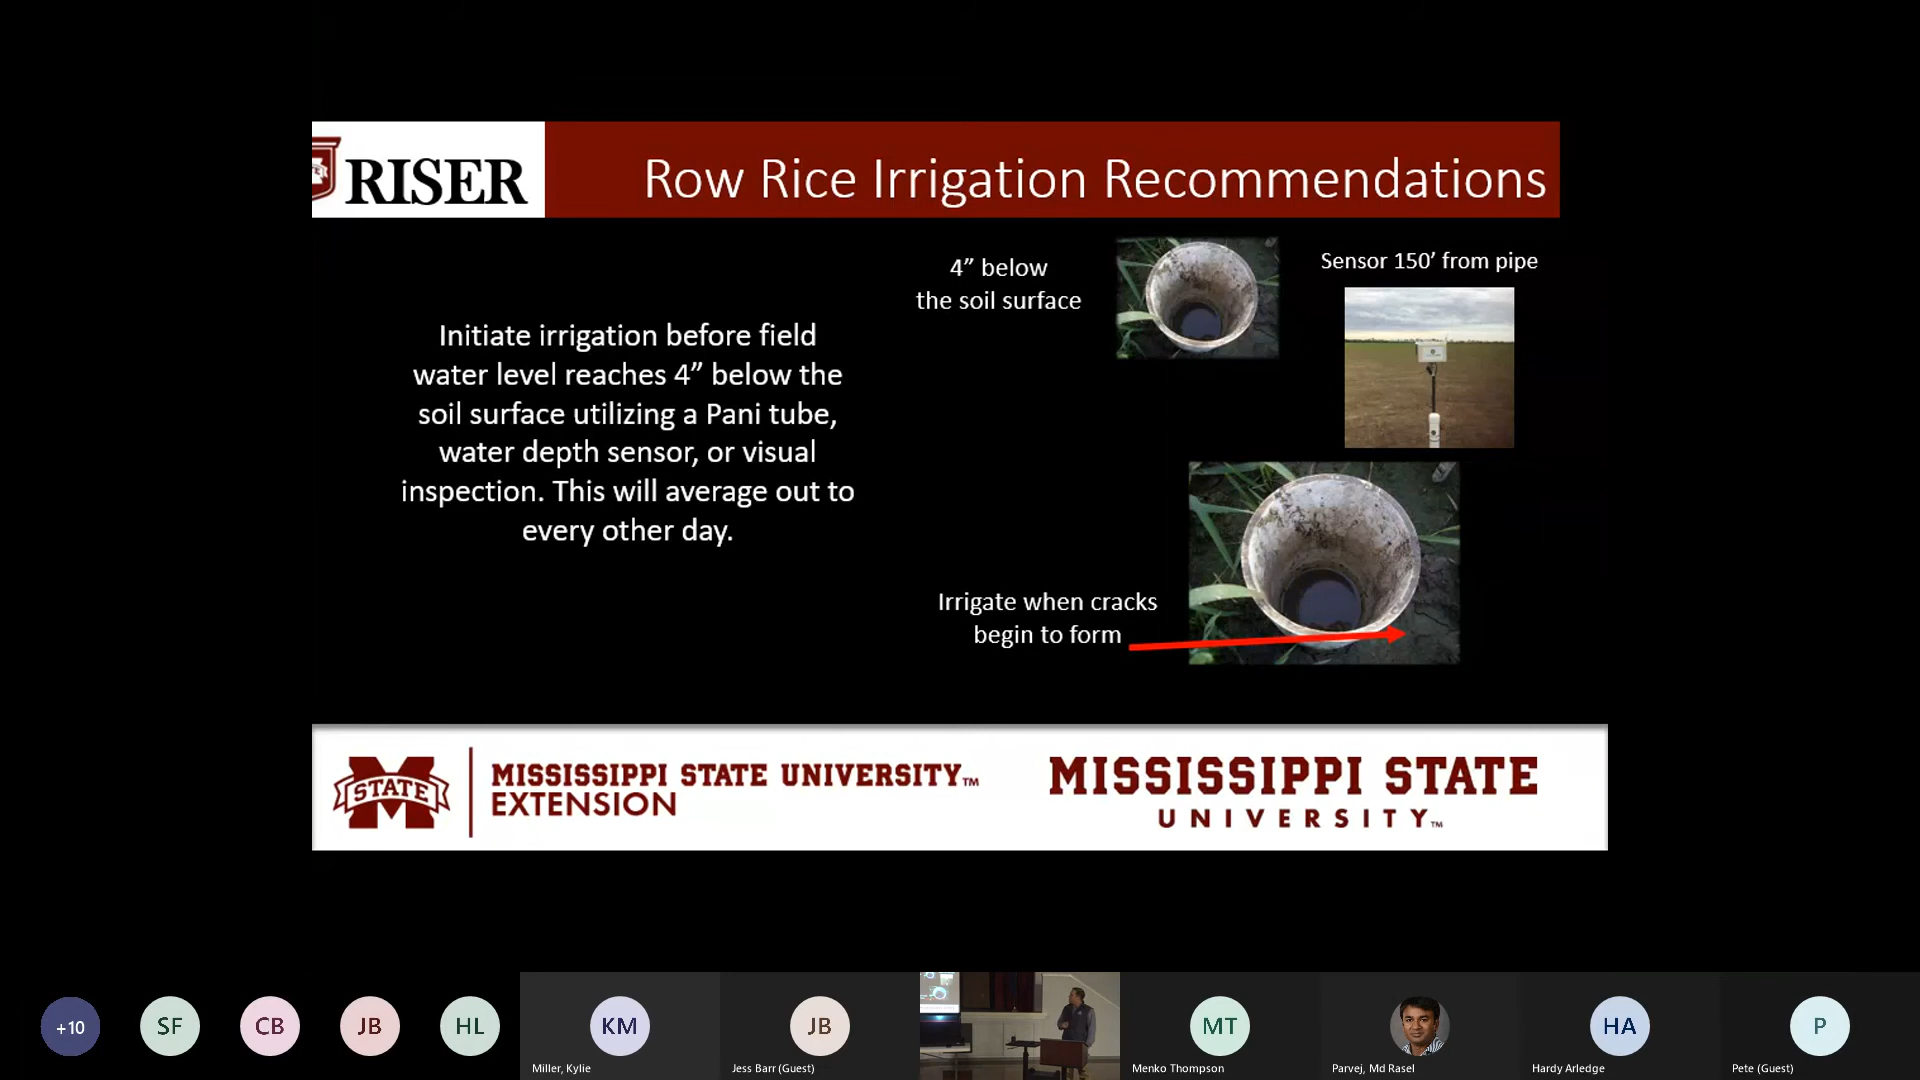 RISER
Row Rice Irrigation Recommendations
4” below
the soil surface
Sensor 150’ from pipe
Initiate irrigation before field
water level reaches 4” below the
soil surface utilizing a Pani tube,
water depth sensor, or visual
inspection. This will average out to
every other day.
Irrigate when cracks
begin to form
STATE
MISSISSIPPI STATE UNIVERSITY™
EXTENSION
MISSISSIPPI STATE
UNIVERSITY™
+10
SF
CB
JB
HL
KM
Miller, Kylie
JB
Jess Barr (Guest)
MT
Menko Thompson
Parvej, Md Rasel
HA
Hardy Arledge
P
Pete (Guest)